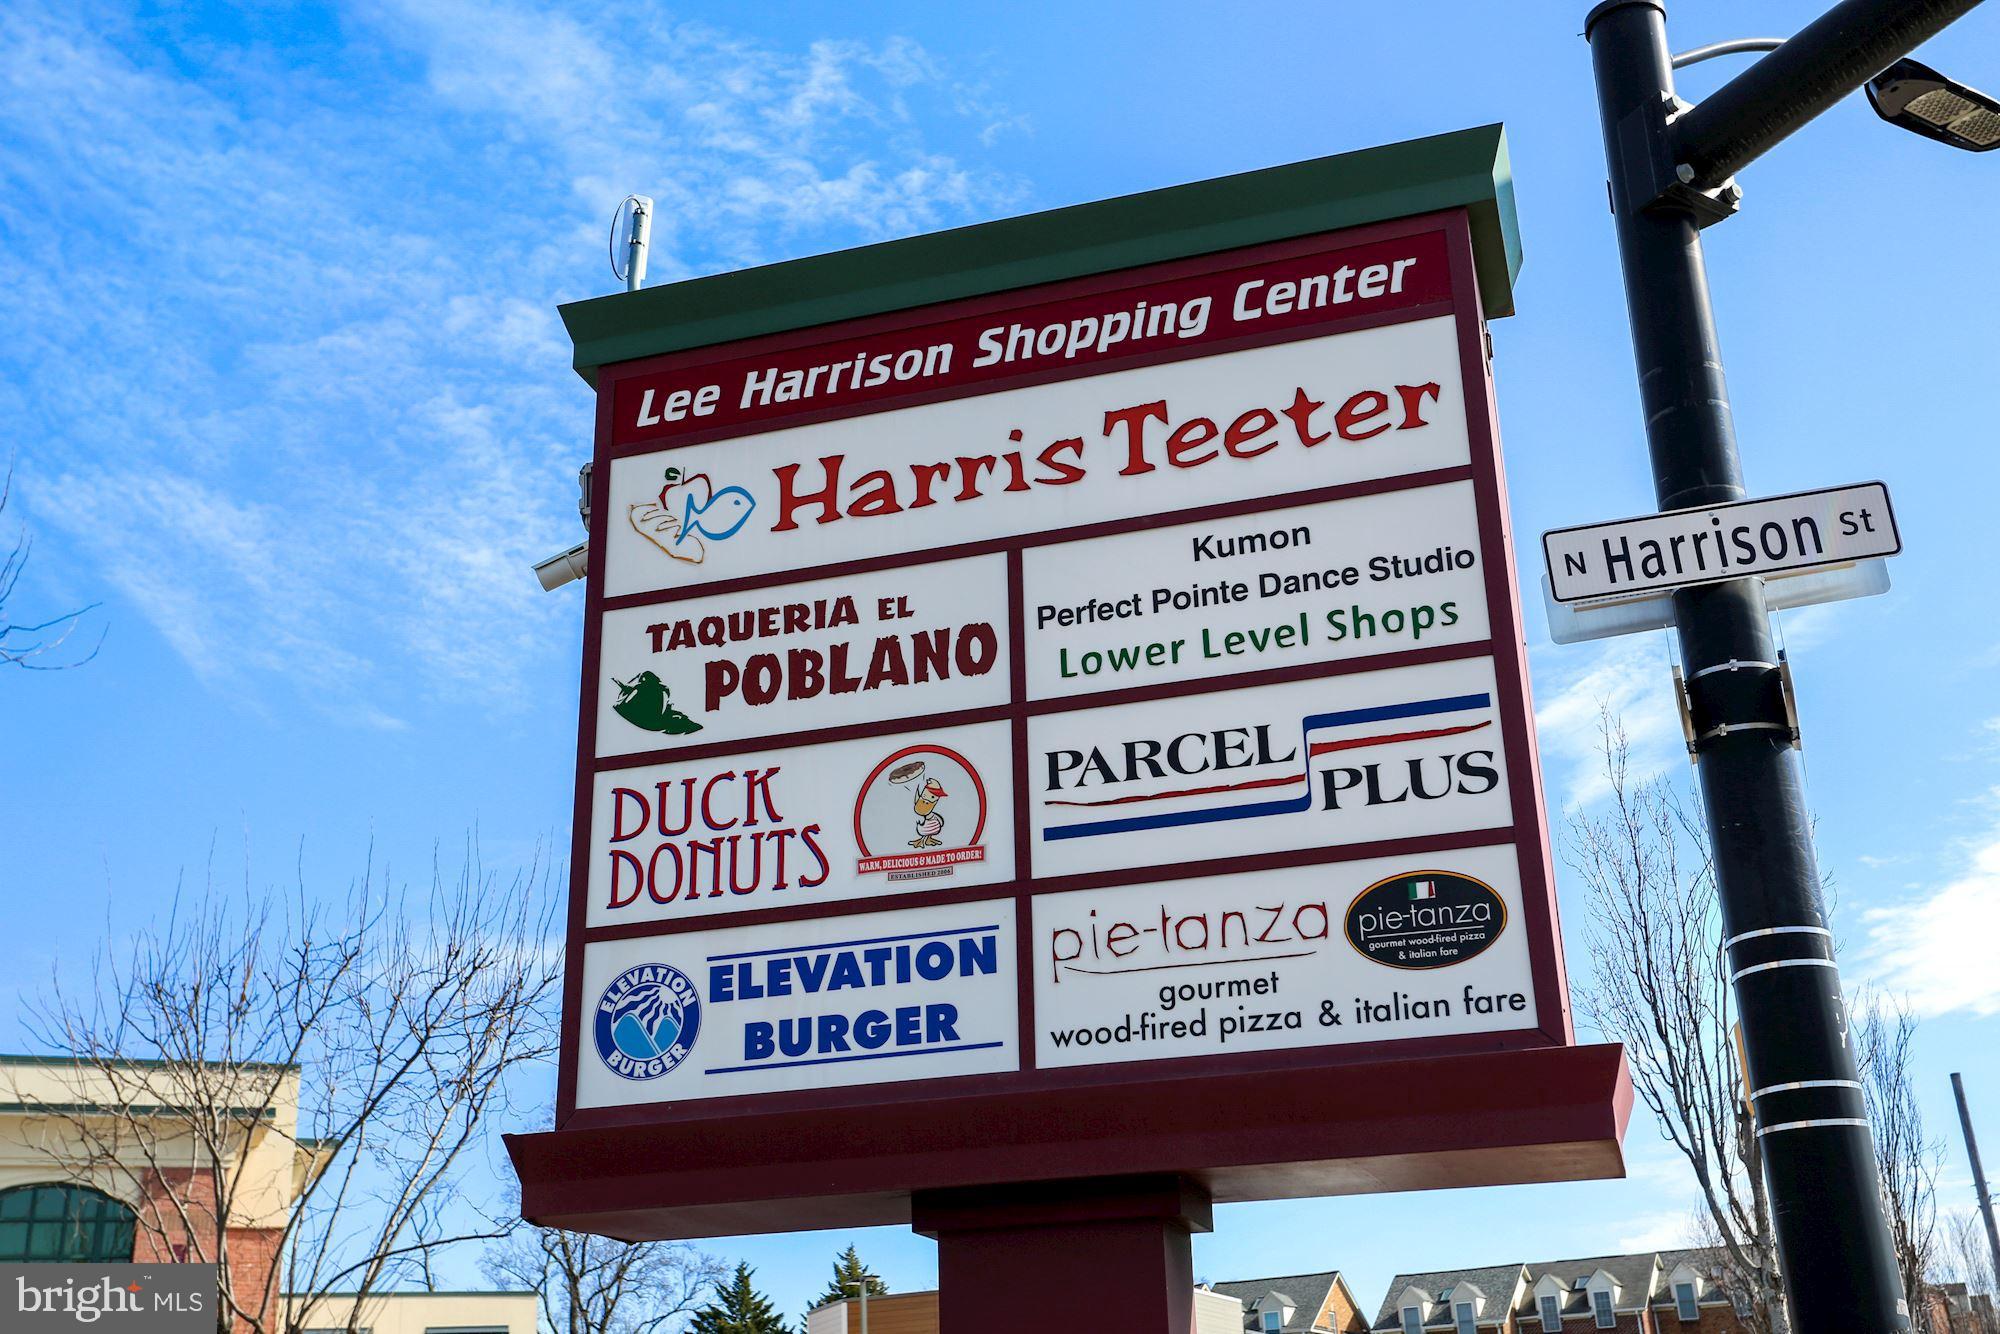 Lee Harrison Shopping Center
Harris Teeter
TAQUERIA EL
POBLANO
Kumon
Perfect Pointe Dance Studio
Lower Level Shops
DUCK
DONUTS
WARM, DELICIOUS & MADE TO ORDER!
ESTABLISHED 2006
PARCEL
PLUS
ELEVATION
BURGER
ELEVATION
BURGER
pie-tanza
gourmet
wood-fired pizza & italian fare
pie-tanza
gourmet wood-fired pizza
& italian fare
N Harrison St
bright™ MLS